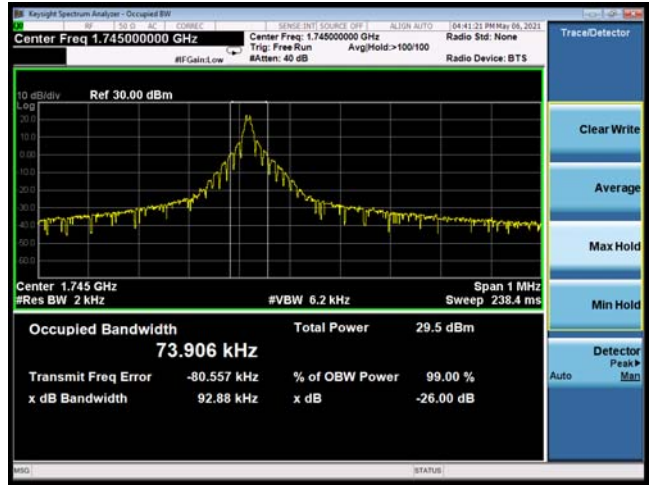 Keysight Spectrum Analyzer - Occupied BW
RF 50 Ω AC CORREC SENSE:INT SOURCE OFF ALIGN AUTO 04:41:21 PM May 06, 2021
Center Freq 1.745000000 GHz Center Freq: 1.745000000 GHz Radio Std: None
Trig: Free Run Avg|Hold:>100/100
#IFGain:Low #Atten: 40 dB Radio Device: BTS
Trace/Detector
10 dB/div Ref 30.00 dBm
Log
20.0
10.0
0.00
10.0
20.0
30.0
40.0
50.0
60.0
Center 1.745 GHz Span 1 MHz
#Res BW 2 kHz #VBW 6.2 kHz Sweep 238.4 ms
Occupied Bandwidth Total Power 29.5 dBm
73.906 kHz
Transmit Freq Error -80.557 kHz % of OBW Power 99.00 %
x dB Bandwidth 92.88 kHz x dB -26.00 dB
Clear Write
Average
Max Hold
Min Hold
Detector
Peak▶
Auto Man
MSG STATUS